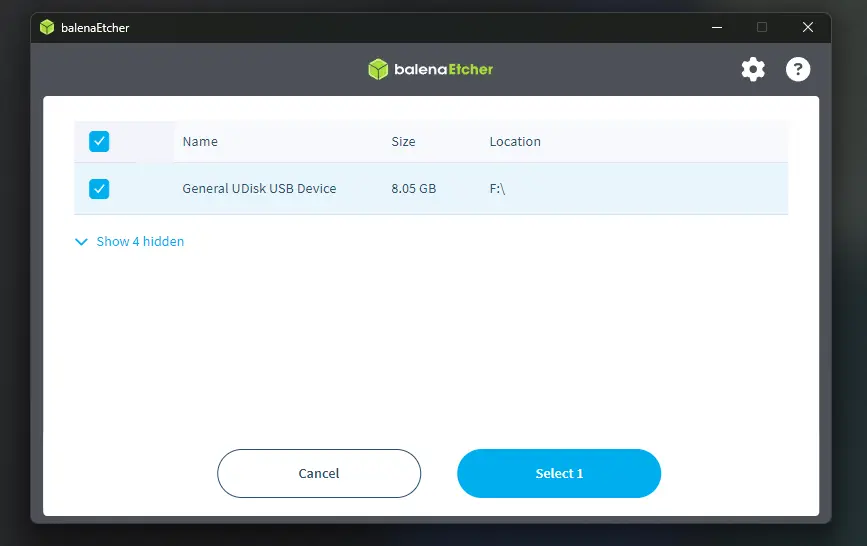 balenaEtcher
balenaEtcher
?
Name Size Location
General UDisk USB Device 8.05 GB F:\
Show 4 hidden
Cancel Select 1